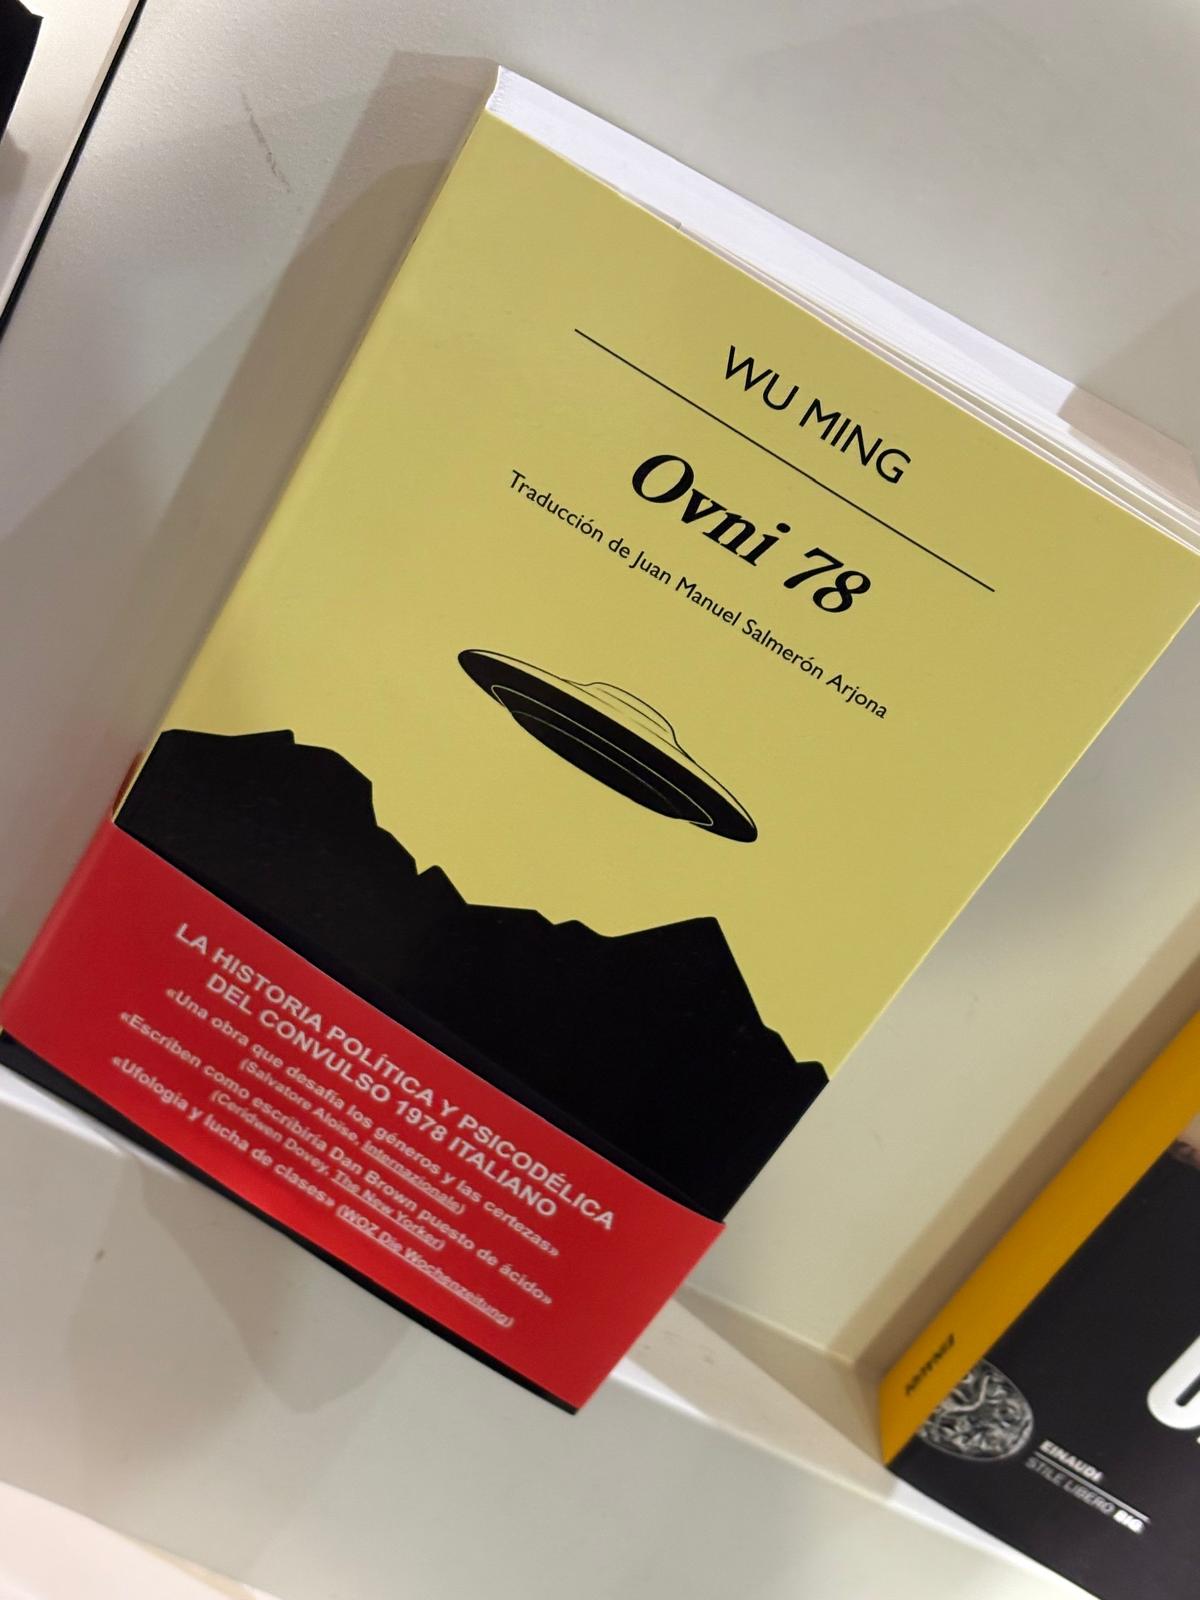 WU MING
Ovni 78
Traducción de Juan Manuel Salmerón Arjona
LA HISTORIA POLÍTICA Y PSICODÉLICA
DEL CONVULSO 1978 ITALIANO
«Una obra que desafía los géneros y las certezas»
(Salvatore Aloïse, Internazionale)
«Escriben como escribiría Dan Brown puesto de ácido»
(Ceridwen Dovey, The New Yorker)
«Ufología y lucha de clases» (WOZ Die Wochenzeitung)
EINAUDI
STILE LIBERO BIG